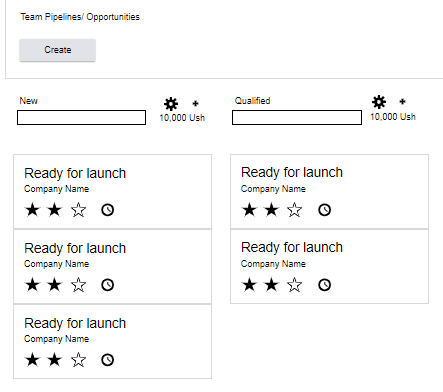 Team Pipelines/ Opportunities
Create
New
10,000 Ush
Qualified
10,000 Ush
Ready for launch
Company Name
Ready for launch
Company Name
Ready for launch
Company Name
Ready for launch
Company Name
Ready for launch
Company Name